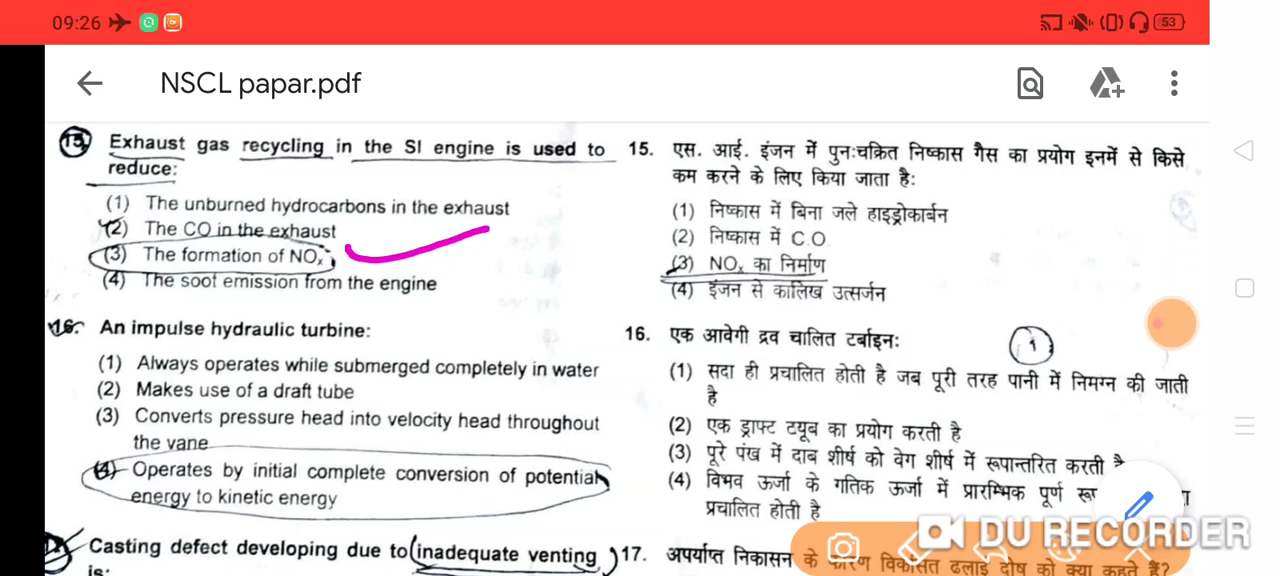 09:26
53
NSCL papar.pdf
15. Exhaust gas recycling in the SI engine is used to
reduce:
(1) The unburned hydrocarbons in the exhaust
(2) The CO in the exhaust
(3) The formation of NOx
(4) The soot emission from the engine
16. An impulse hydraulic turbine:
(1) Always operates while submerged completely in water
(2) Makes use of a draft tube
(3) Converts pressure head into velocity head throughout
the vane
(4) Operates by initial complete conversion of potential
energy to kinetic energy
Casting defect developing due to (inadequate venting)
is:
15. एस. आई. इंजन में पुनःचक्रित निष्कास गैस का प्रयोग इनमें से किसे
कम करने के लिए किया जाता है:
(1) निष्कास में बिना जले हाइड्रोकार्बन
(2) निष्कास में C.O.
(3) NOx का निर्माण
(4) इंजन से कालिख उत्सर्जन
16. एक आवेगी द्रव चालित टर्बाइन:
1
(1) सदा ही प्रचालित होती है जब पूरी तरह पानी में निमग्न की जाती
है
(2) एक ड्राफ्ट ट्यूब का प्रयोग करती है
(3) पूरे पंख में दाब शीर्ष को वेग शीर्ष में रूपान्तरित करती है
(4) विभव ऊर्जा के गतिक ऊर्जा में प्रारम्भिक पूर्ण
प्रचालित होती है
17. अपर्याप्त निकासन के कारण विकसित ढलाई दोष को क्या कहते हैं?
DU RECORDER